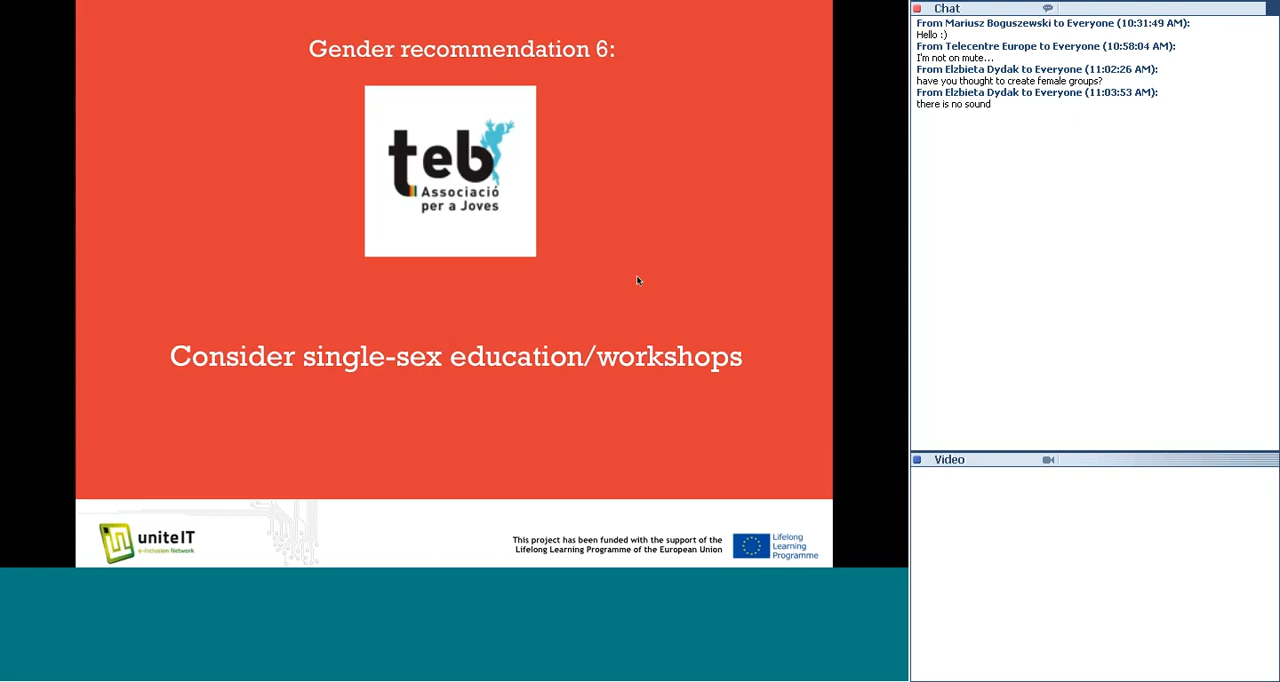 Gender recommendation 6:
teb
Associació
per a Joves
Consider single-sex education/workshops
uniteIT
e-Inclusion Network
This project has been funded with the support of the
Lifelong Learning Programme of the European Union
Lifelong
Learning
Programme
Chat
From Mariusz Boguszewski to Everyone (10:31:49 AM):
Hello :)
From Telecentre Europe to Everyone (10:58:04 AM):
I'm not on mute...
From Elzbieta Dydak to Everyone (11:02:26 AM):
have you thought to create female groups?
From Elzbieta Dydak to Everyone (11:03:53 AM):
there is no sound
Video